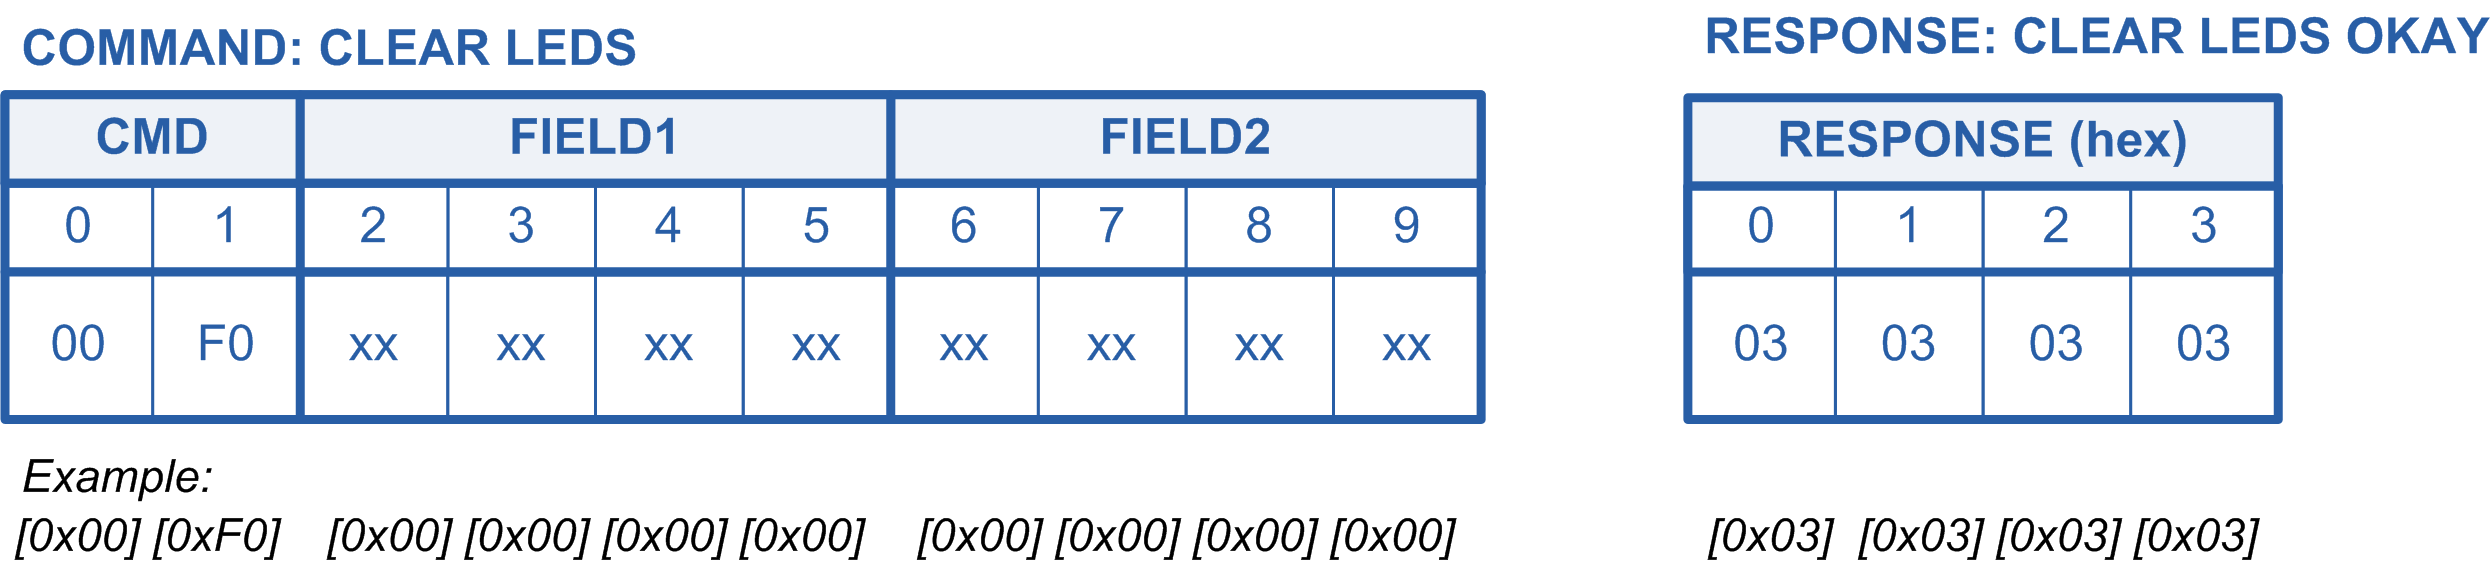 COMMAND: CLEAR LEDS
CMD FIELD1 FIELD2
0 1 2 3 4 5 6 7 8 9
00 F0 xx xx xx xx xx xx xx xx
Example:
[0x00] [0xF0] [0x00] [0x00] [0x00] [0x00] [0x00] [0x00] [0x00] [0x00]
RESPONSE: CLEAR LEDS OKAY
RESPONSE (hex)
0 1 2 3
03 03 03 03
[0x03] [0x03] [0x03] [0x03]